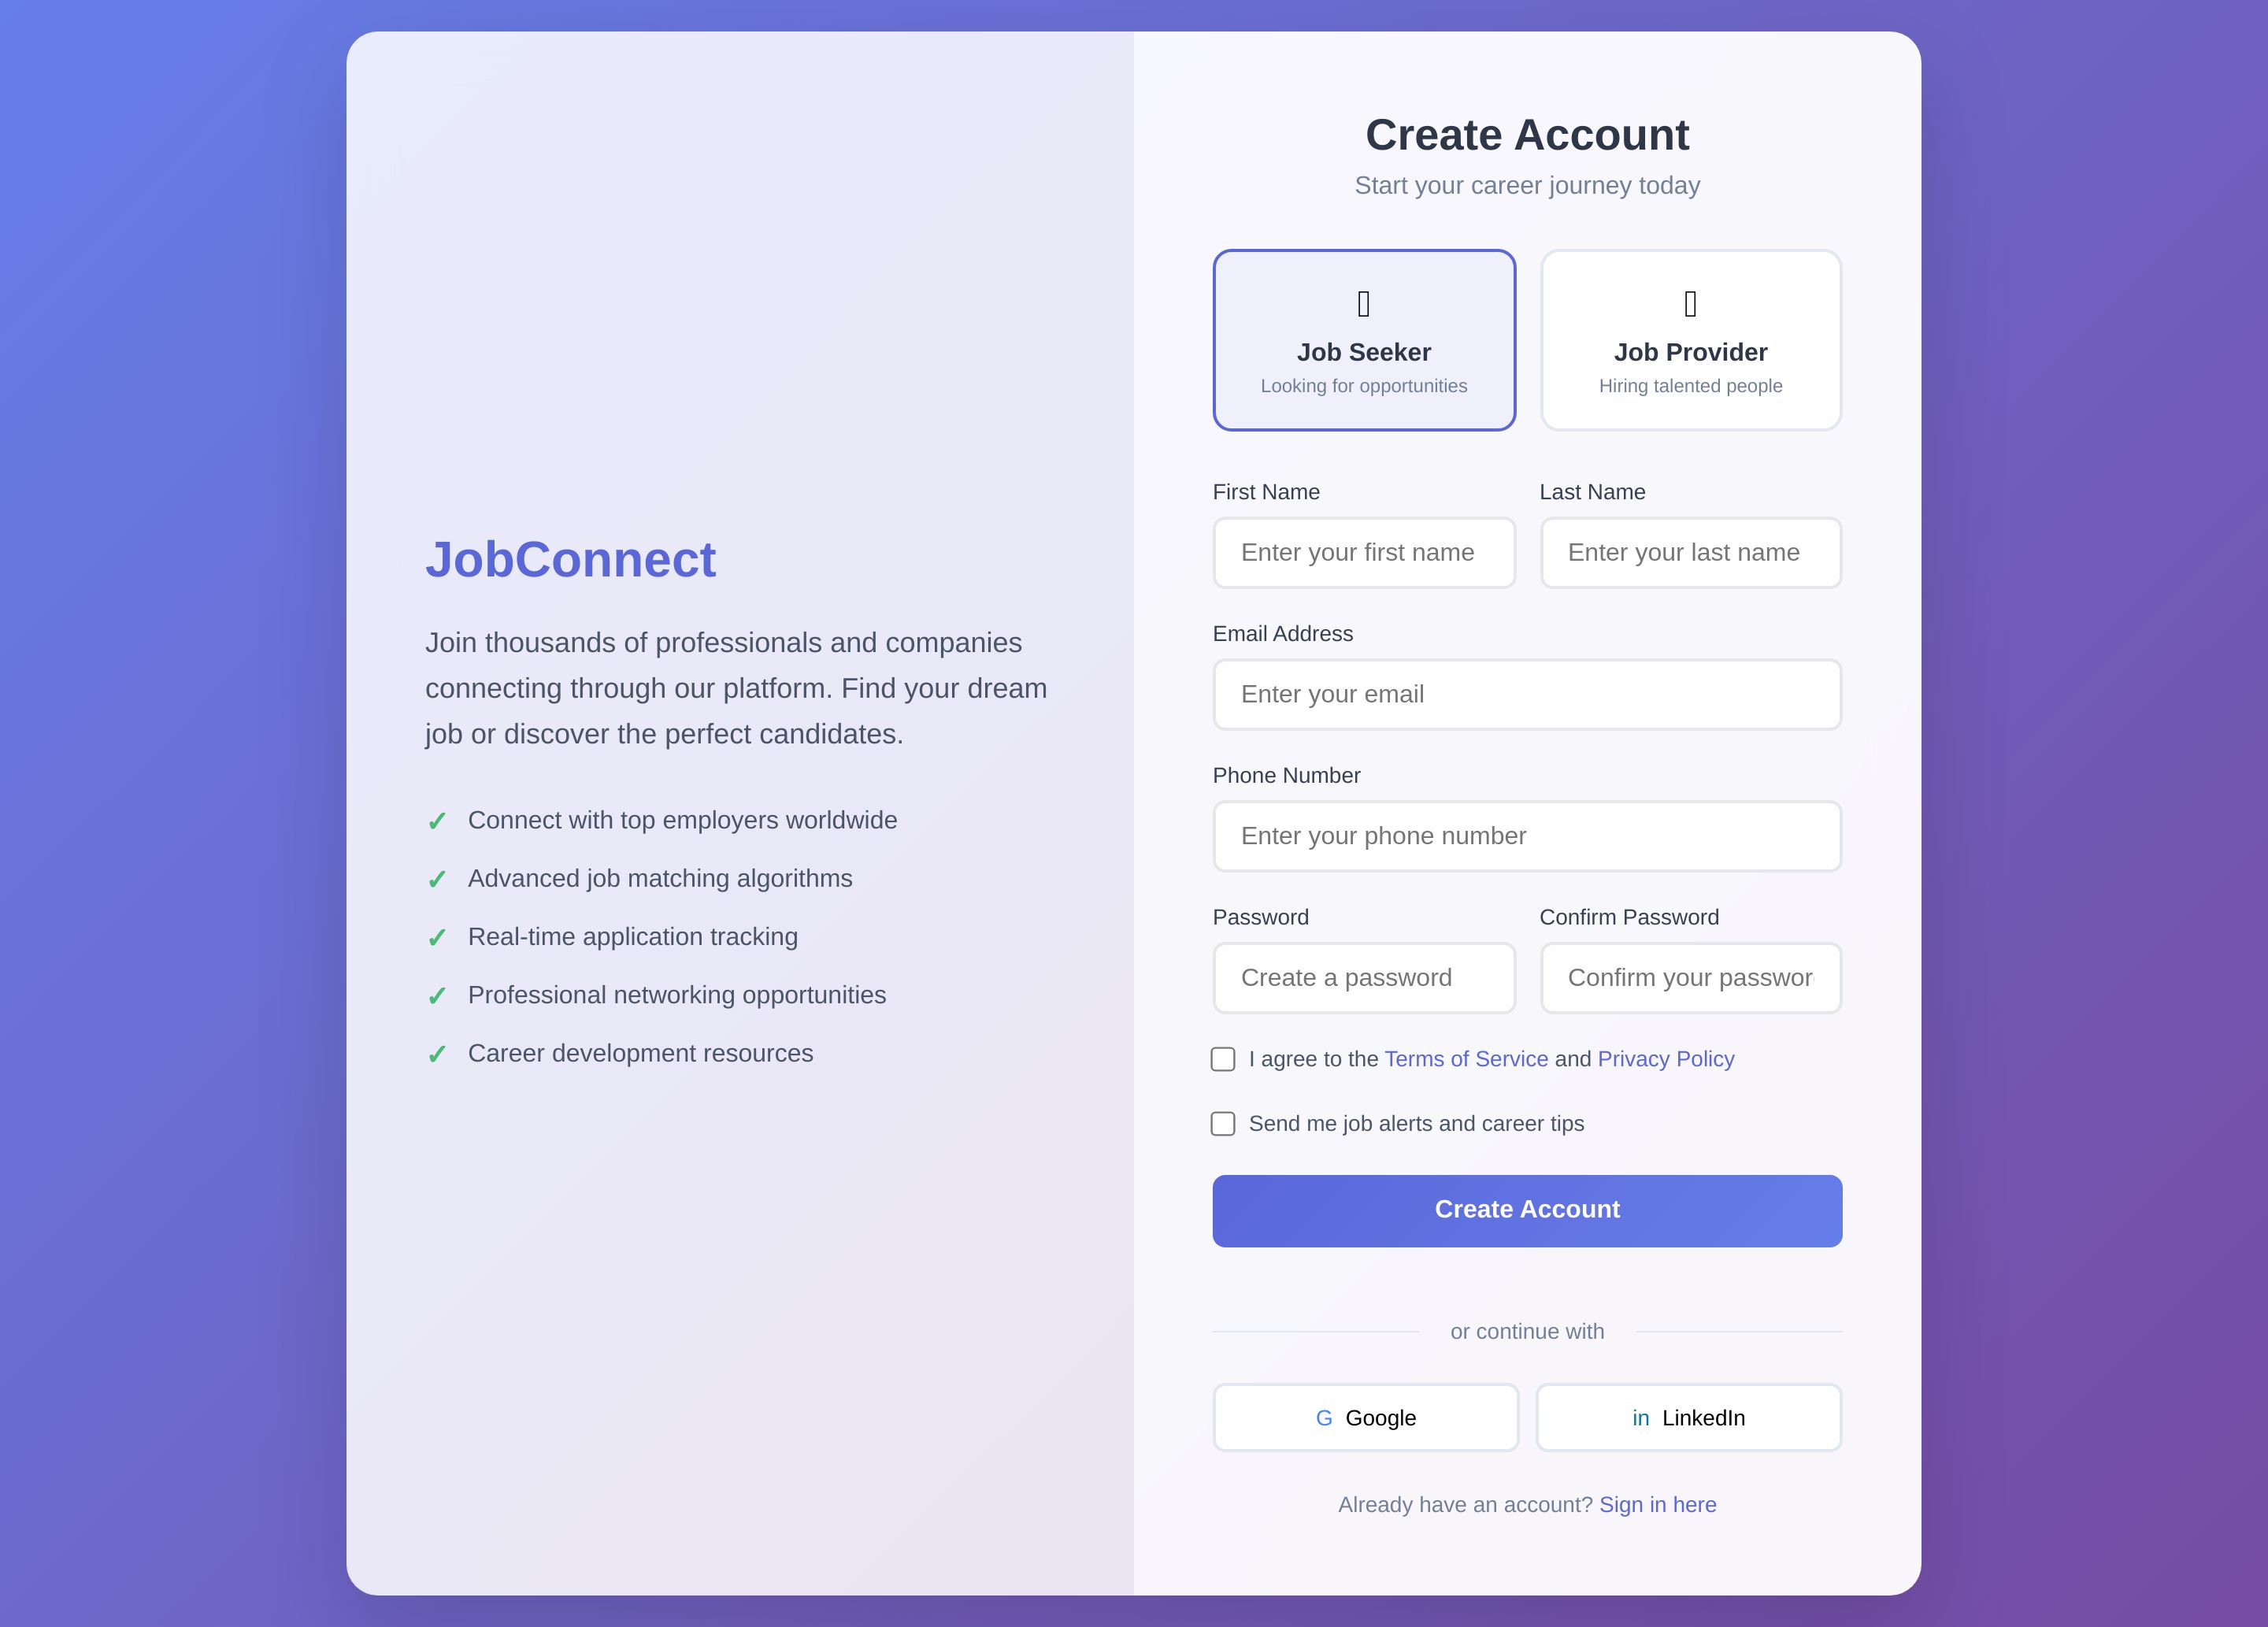 JobConnect
Join thousands of professionals and companies
connecting through our platform. Find your dream
job or discover the perfect candidates.
✓ Connect with top employers worldwide
✓ Advanced job matching algorithms
✓ Real-time application tracking
✓ Professional networking opportunities
✓ Career development resources
Create Account
Start your career journey today
Job Seeker
Looking for opportunities
Job Provider
Hiring talented people
First Name
Enter your first name
Last Name
Enter your last name
Email Address
Enter your email
Phone Number
Enter your phone number
Password
Create a password
Confirm Password
Confirm your passwor
I agree to the Terms of Service and Privacy Policy
Send me job alerts and career tips
Create Account
or continue with
G Google
in LinkedIn
Already have an account? Sign in here